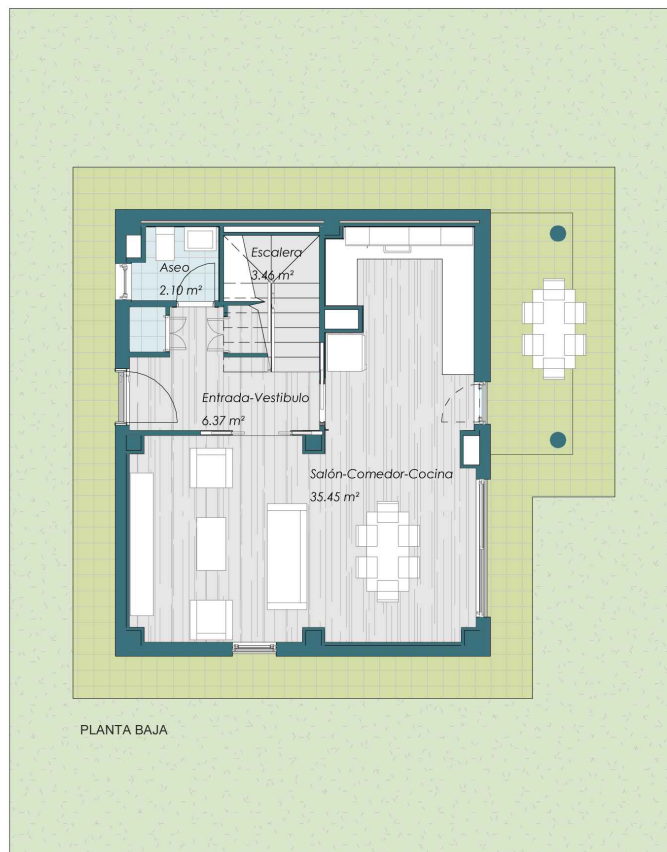 Escalera
3.46 m²
Aseo
2.10 m²
Entrada-Vestibulo
6.37 m²
Salón-Comedor-Cocina
35.45 m²
PLANTA BAJA